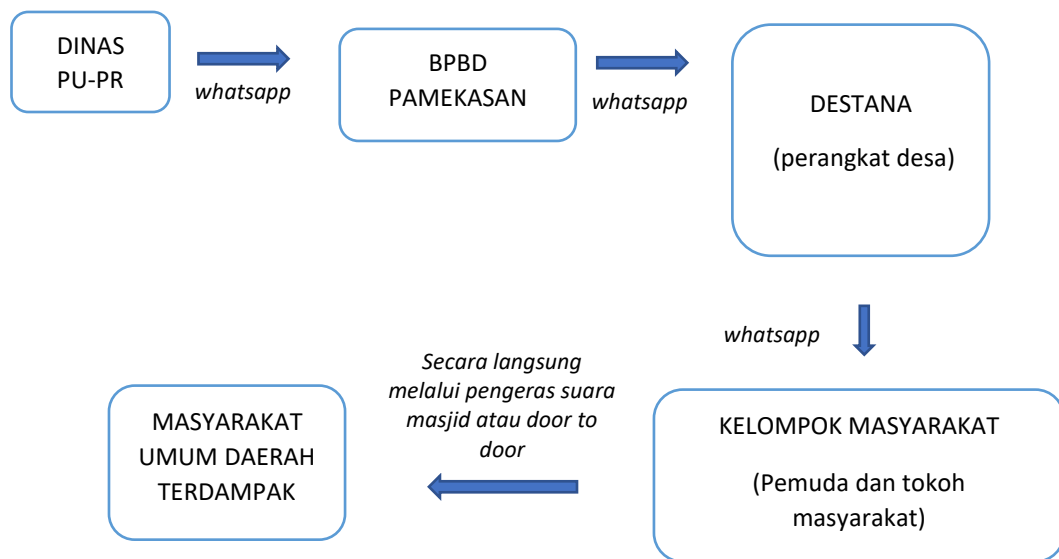 DINAS
PU-PR
whatsapp
BPBD
PAMEKASAN
whatsapp
DESTANA
(perangkat desa)
whatsapp
KELOMPOK MASYARAKAT
(Pemuda dan tokoh
masyarakat)
Secara langsung
melalui pengeras suara
masjid atau door to
door
MASYARAKAT
UMUM DAERAH
TERDAMPAK